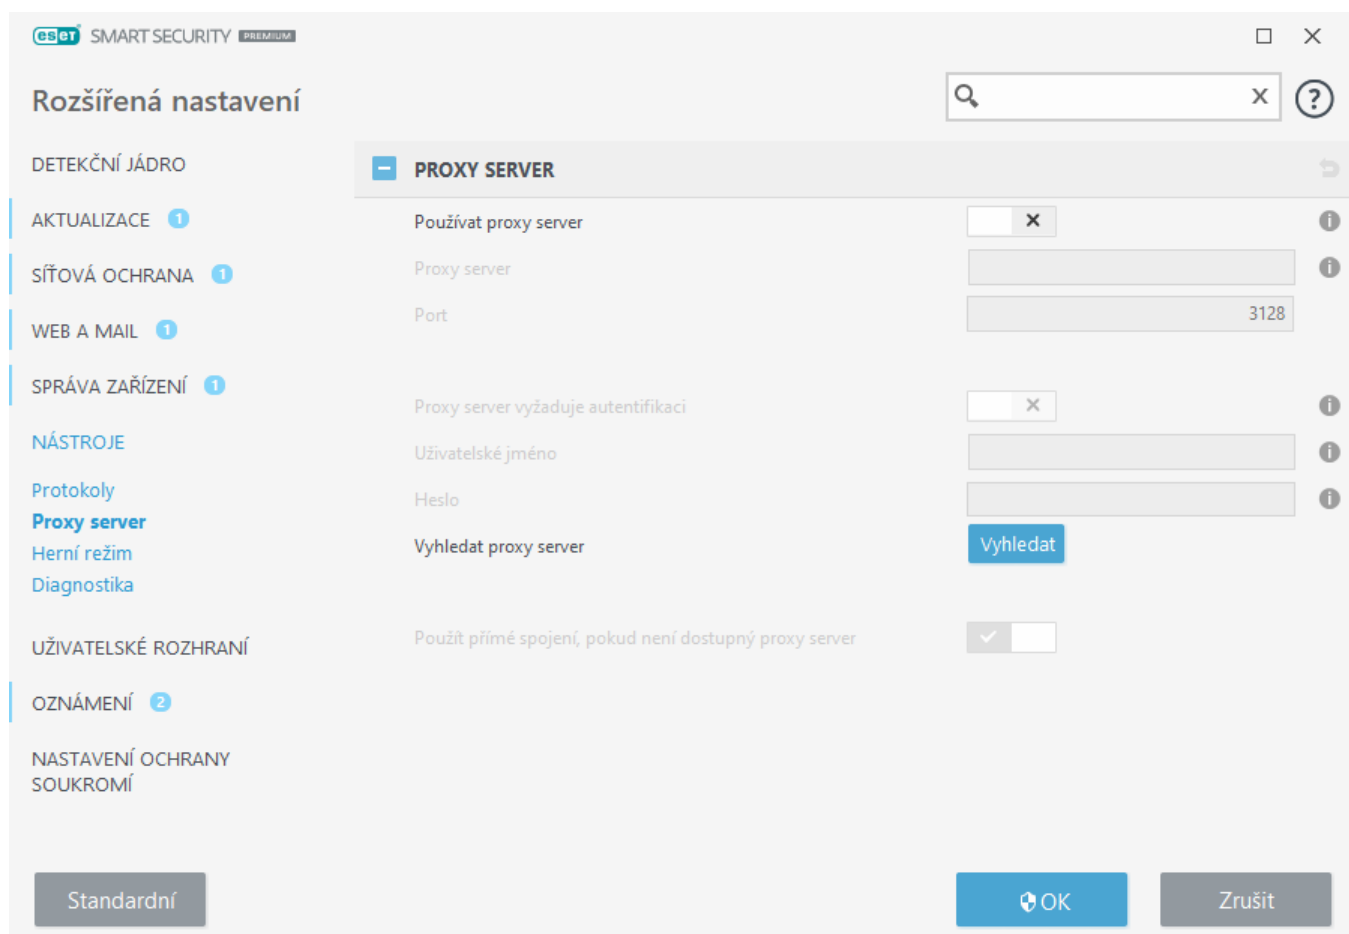 eset SMART SECURITY PREMIUM
Rozšířená nastavení
DETEKČNÍ JÁDRO
AKTUALIZACE 1
SÍŤOVÁ OCHRANA 1
WEB A MAIL 1
SPRÁVA ZAŘÍZENÍ 1
NÁSTROJE
Protokoly
Proxy server
Herní režim
Diagnostika
UŽIVATELSKÉ ROZHRANÍ
OZNÁMENÍ 2
NASTAVENÍ OCHRANY
SOUKROMÍ
PROXY SERVER
Používat proxy server
Proxy server
Port 3128
Proxy server vyžaduje autentifikaci
Uživatelské jméno
Heslo
Vyhledat proxy server Vyhledat
Použít přímé spojení, pokud není dostupný proxy server
Standardní OK Zrušit